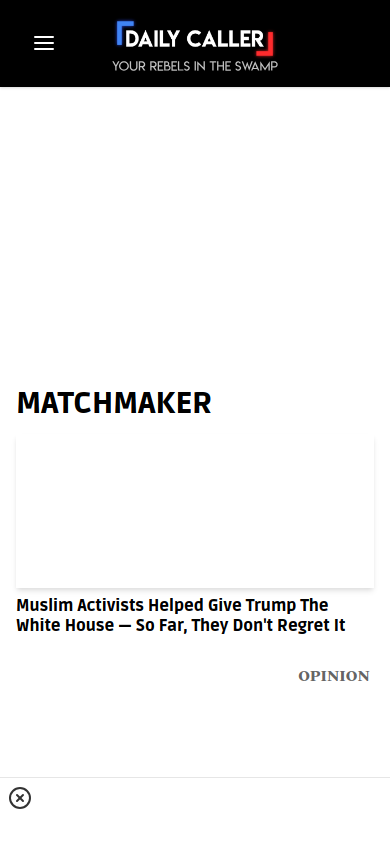 DAILY CALLER
YOUR REBELS IN THE SWAMP
MATCHMAKER
Muslim Activists Helped Give Trump The
White House — So Far, They Don't Regret It
OPINION